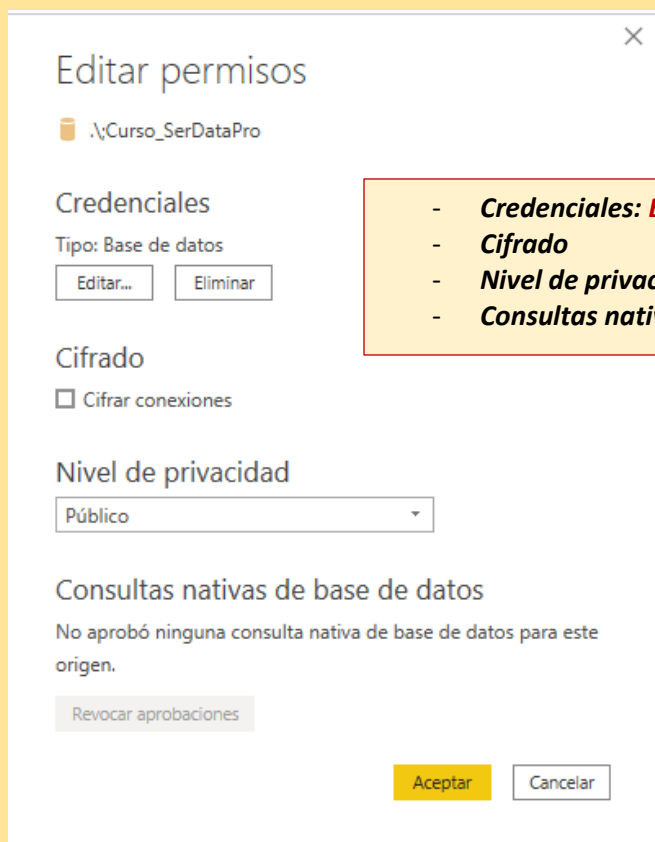 Editar permisos
.\;Curso_SerDataPro
Credenciales
Tipo: Base de datos
Editar...
Eliminar
- Credenciales:
- Cifrado
- Nivel de
- Consultas
Cifrado
Cifrar conexiones
Nivel de privacidad
Público
Consultas nativas de base de datos
No aprobó ninguna consulta nativa de base de datos para este
origen.
Revocar aprobaciones
Aceptar
Cancelar